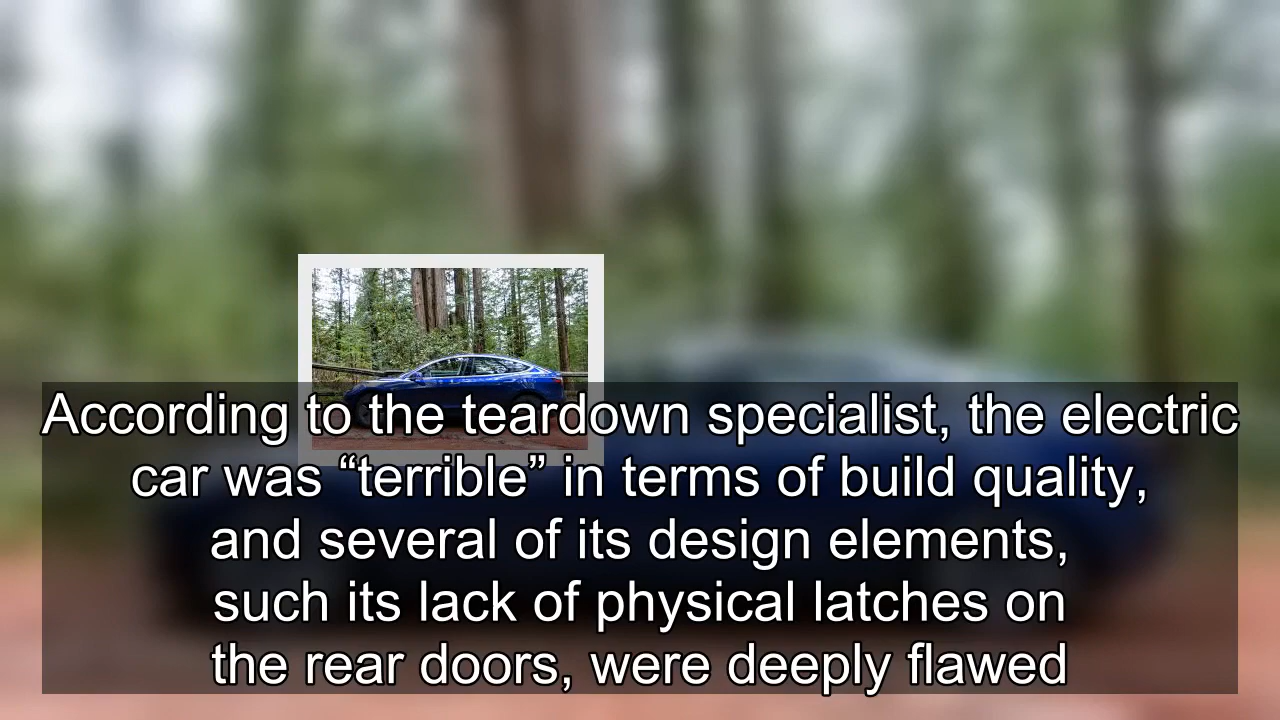 According to the teardown specialist, the electric
car was “terrible” in terms of build quality,
and several of its design elements,
such its lack of physical latches on
the rear doors, were deeply flawed